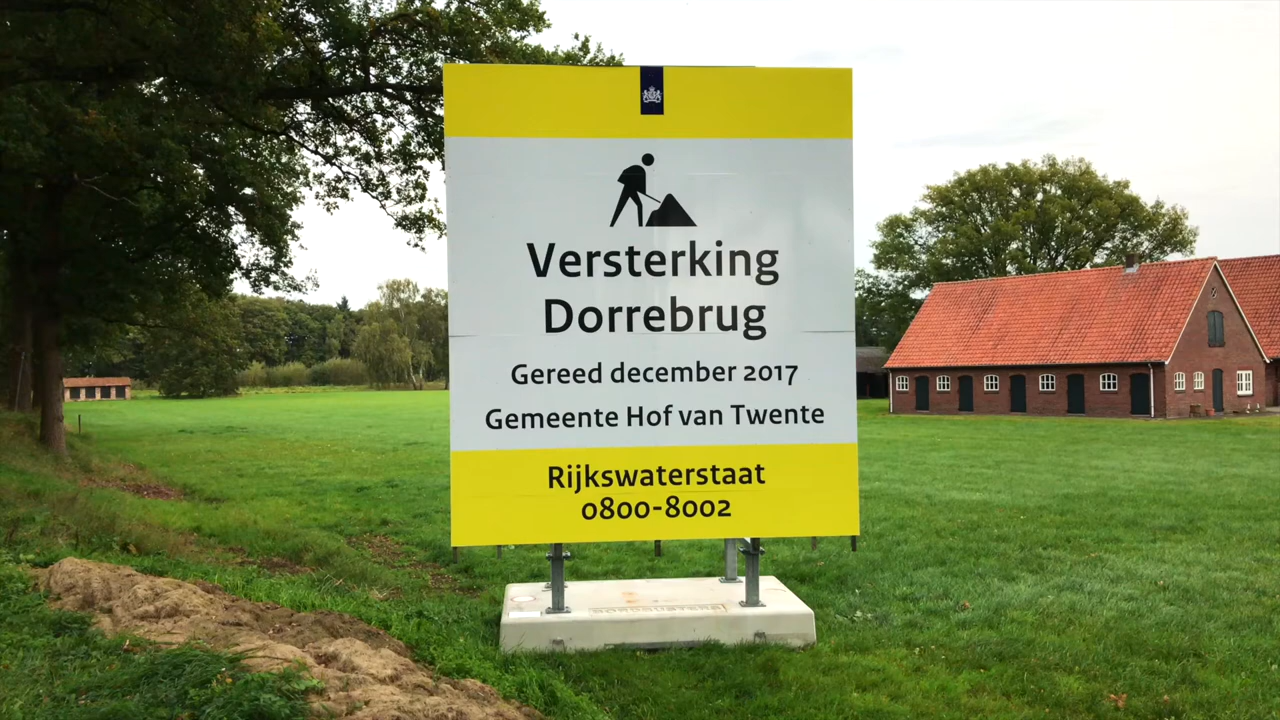 Versterking
Dorrebrug
Gereed december 2017
Gemeente Hof van Twente
Rijkswaterstaat
0800-8002